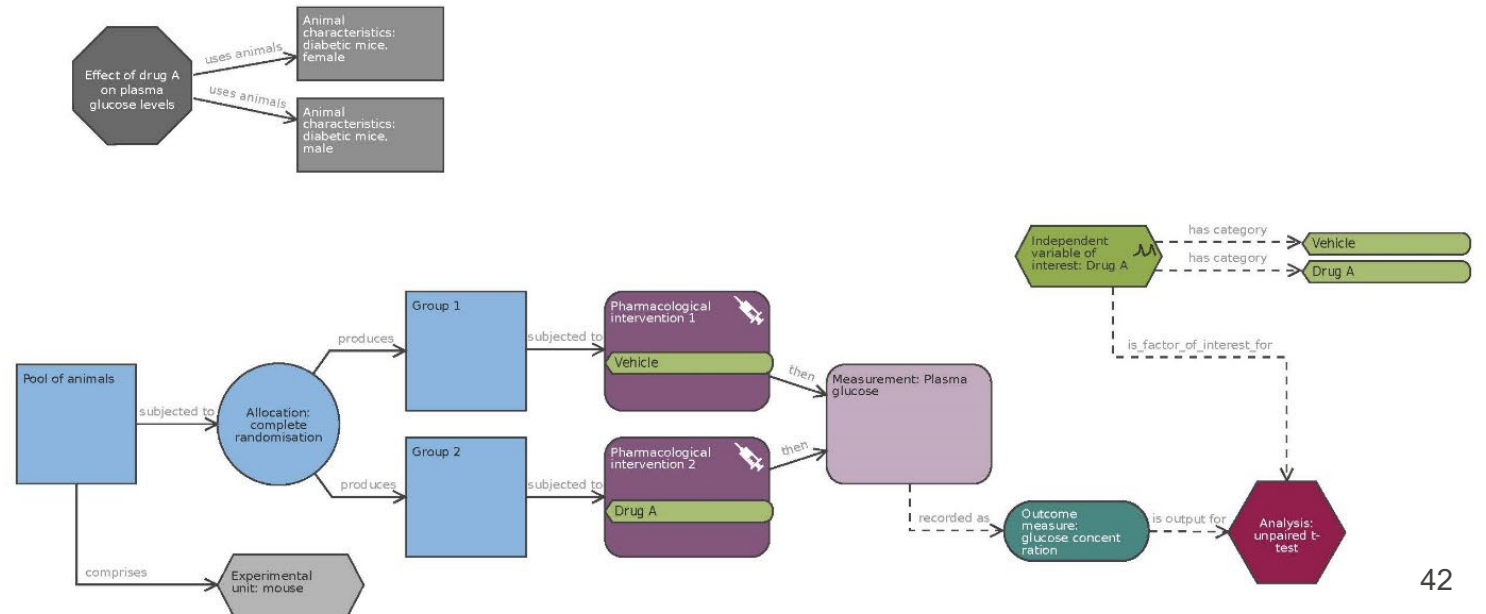 Effect of drug A
on plasma
glucose levels
uses animals
uses animals
Animal
characteristics:
diabetic mice,
female
Animal
characteristics:
diabetic mice,
male
Independent
variable of
interest: Drug A
has category
has category
Vehicle
Drug A
is_factor_of_interest_for
Pool of animals
subjected to
Allocation:
complete
randomisation
produces
produces
Group 1
Group 2
subjected to
subjected to
Pharmacological
intervention 1
Vehicle
Pharmacological
intervention 2
Drug A
then
then
Measurement: Plasma
glucose
recorded as
Outcome
measure:
glucose concent
ration
is output for
Analysis:
unpaired t-
test
comprises
Experimental
unit: mouse
42